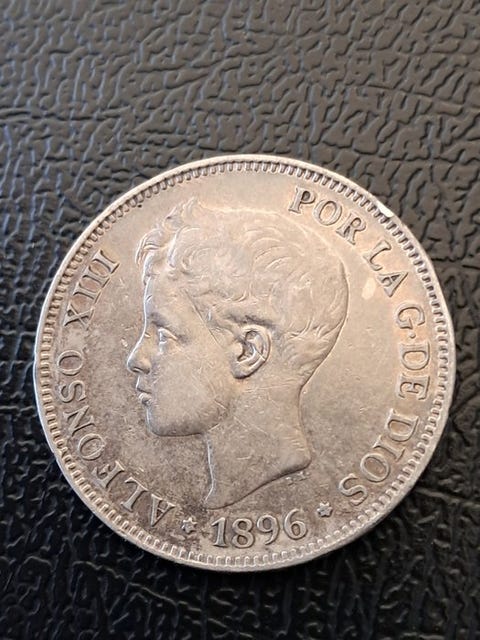 ALFONSO XIII POR LA G. DE DIOS
* 1896 *